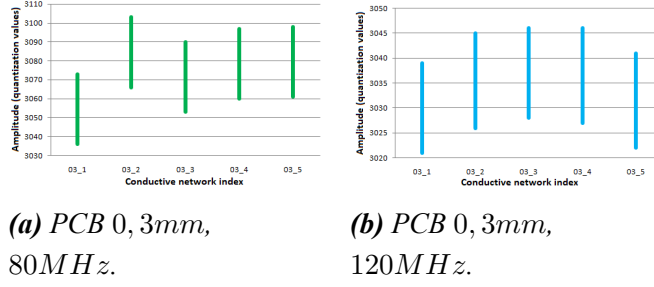 Amplitude (quantization values)
3110
3100
3090
3080
3070
3060
3050
3040
3030
03_1 03_2 03_3 03_4 03_5
Conductive network index
Amplitude (quantization values)
3050
3045
3040
3035
3030
3025
3020
03_1 03_2 03_3 03_4 03_5
Conductive network index
(a) PCB 0, 3mm,
80MHz.
(b) PCB 0, 3mm,
120MHz.